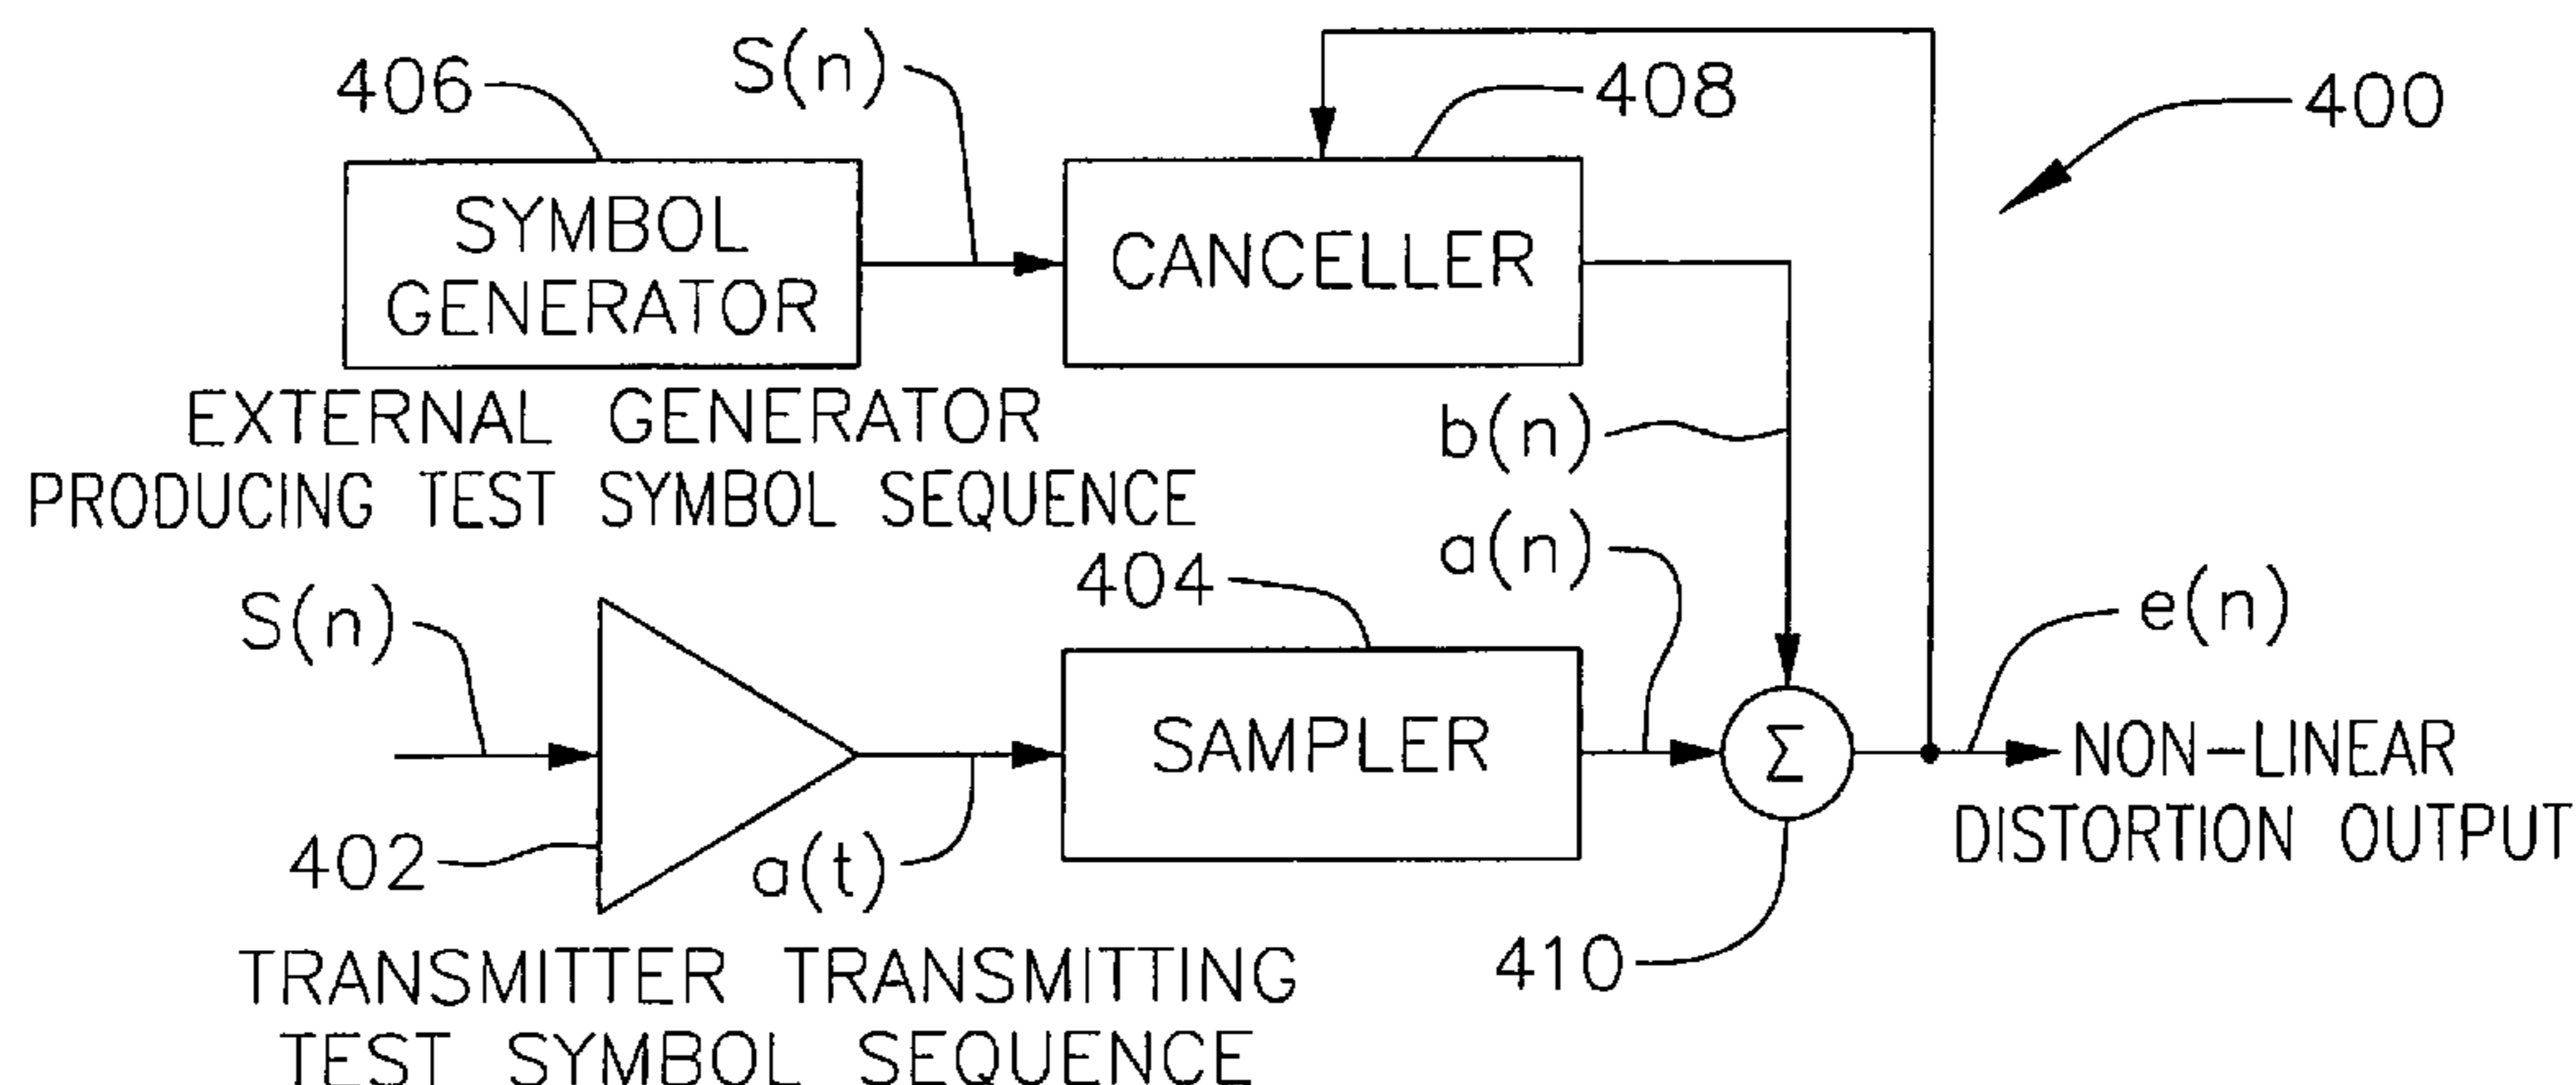 S(n)
406
408
400
SYMBOL
GENERATOR
CANCELLER
EXTERNAL GENERATOR
PRODUCING TEST SYMBOL SEQUENCE
b(n)
a(n)
404
S(n)
e(n)
SAMPLER
Σ
NON-LINEAR
DISTORTION OUTPUT
402
a(t)
410
TRANSMITTER TRANSMITTING
TEST SYMBOL SEQUENCE